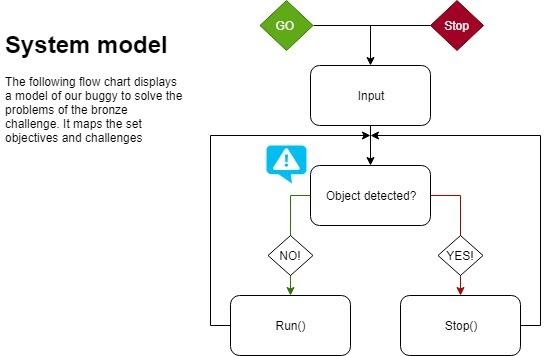 GO
Stop
System model
The following flow chart displays
a model of our buggy to solve the
problems of the bronze
challenge. It maps the set
objectives and challenges
Input
Object detected?
NO!
YES!
Run()
Stop()